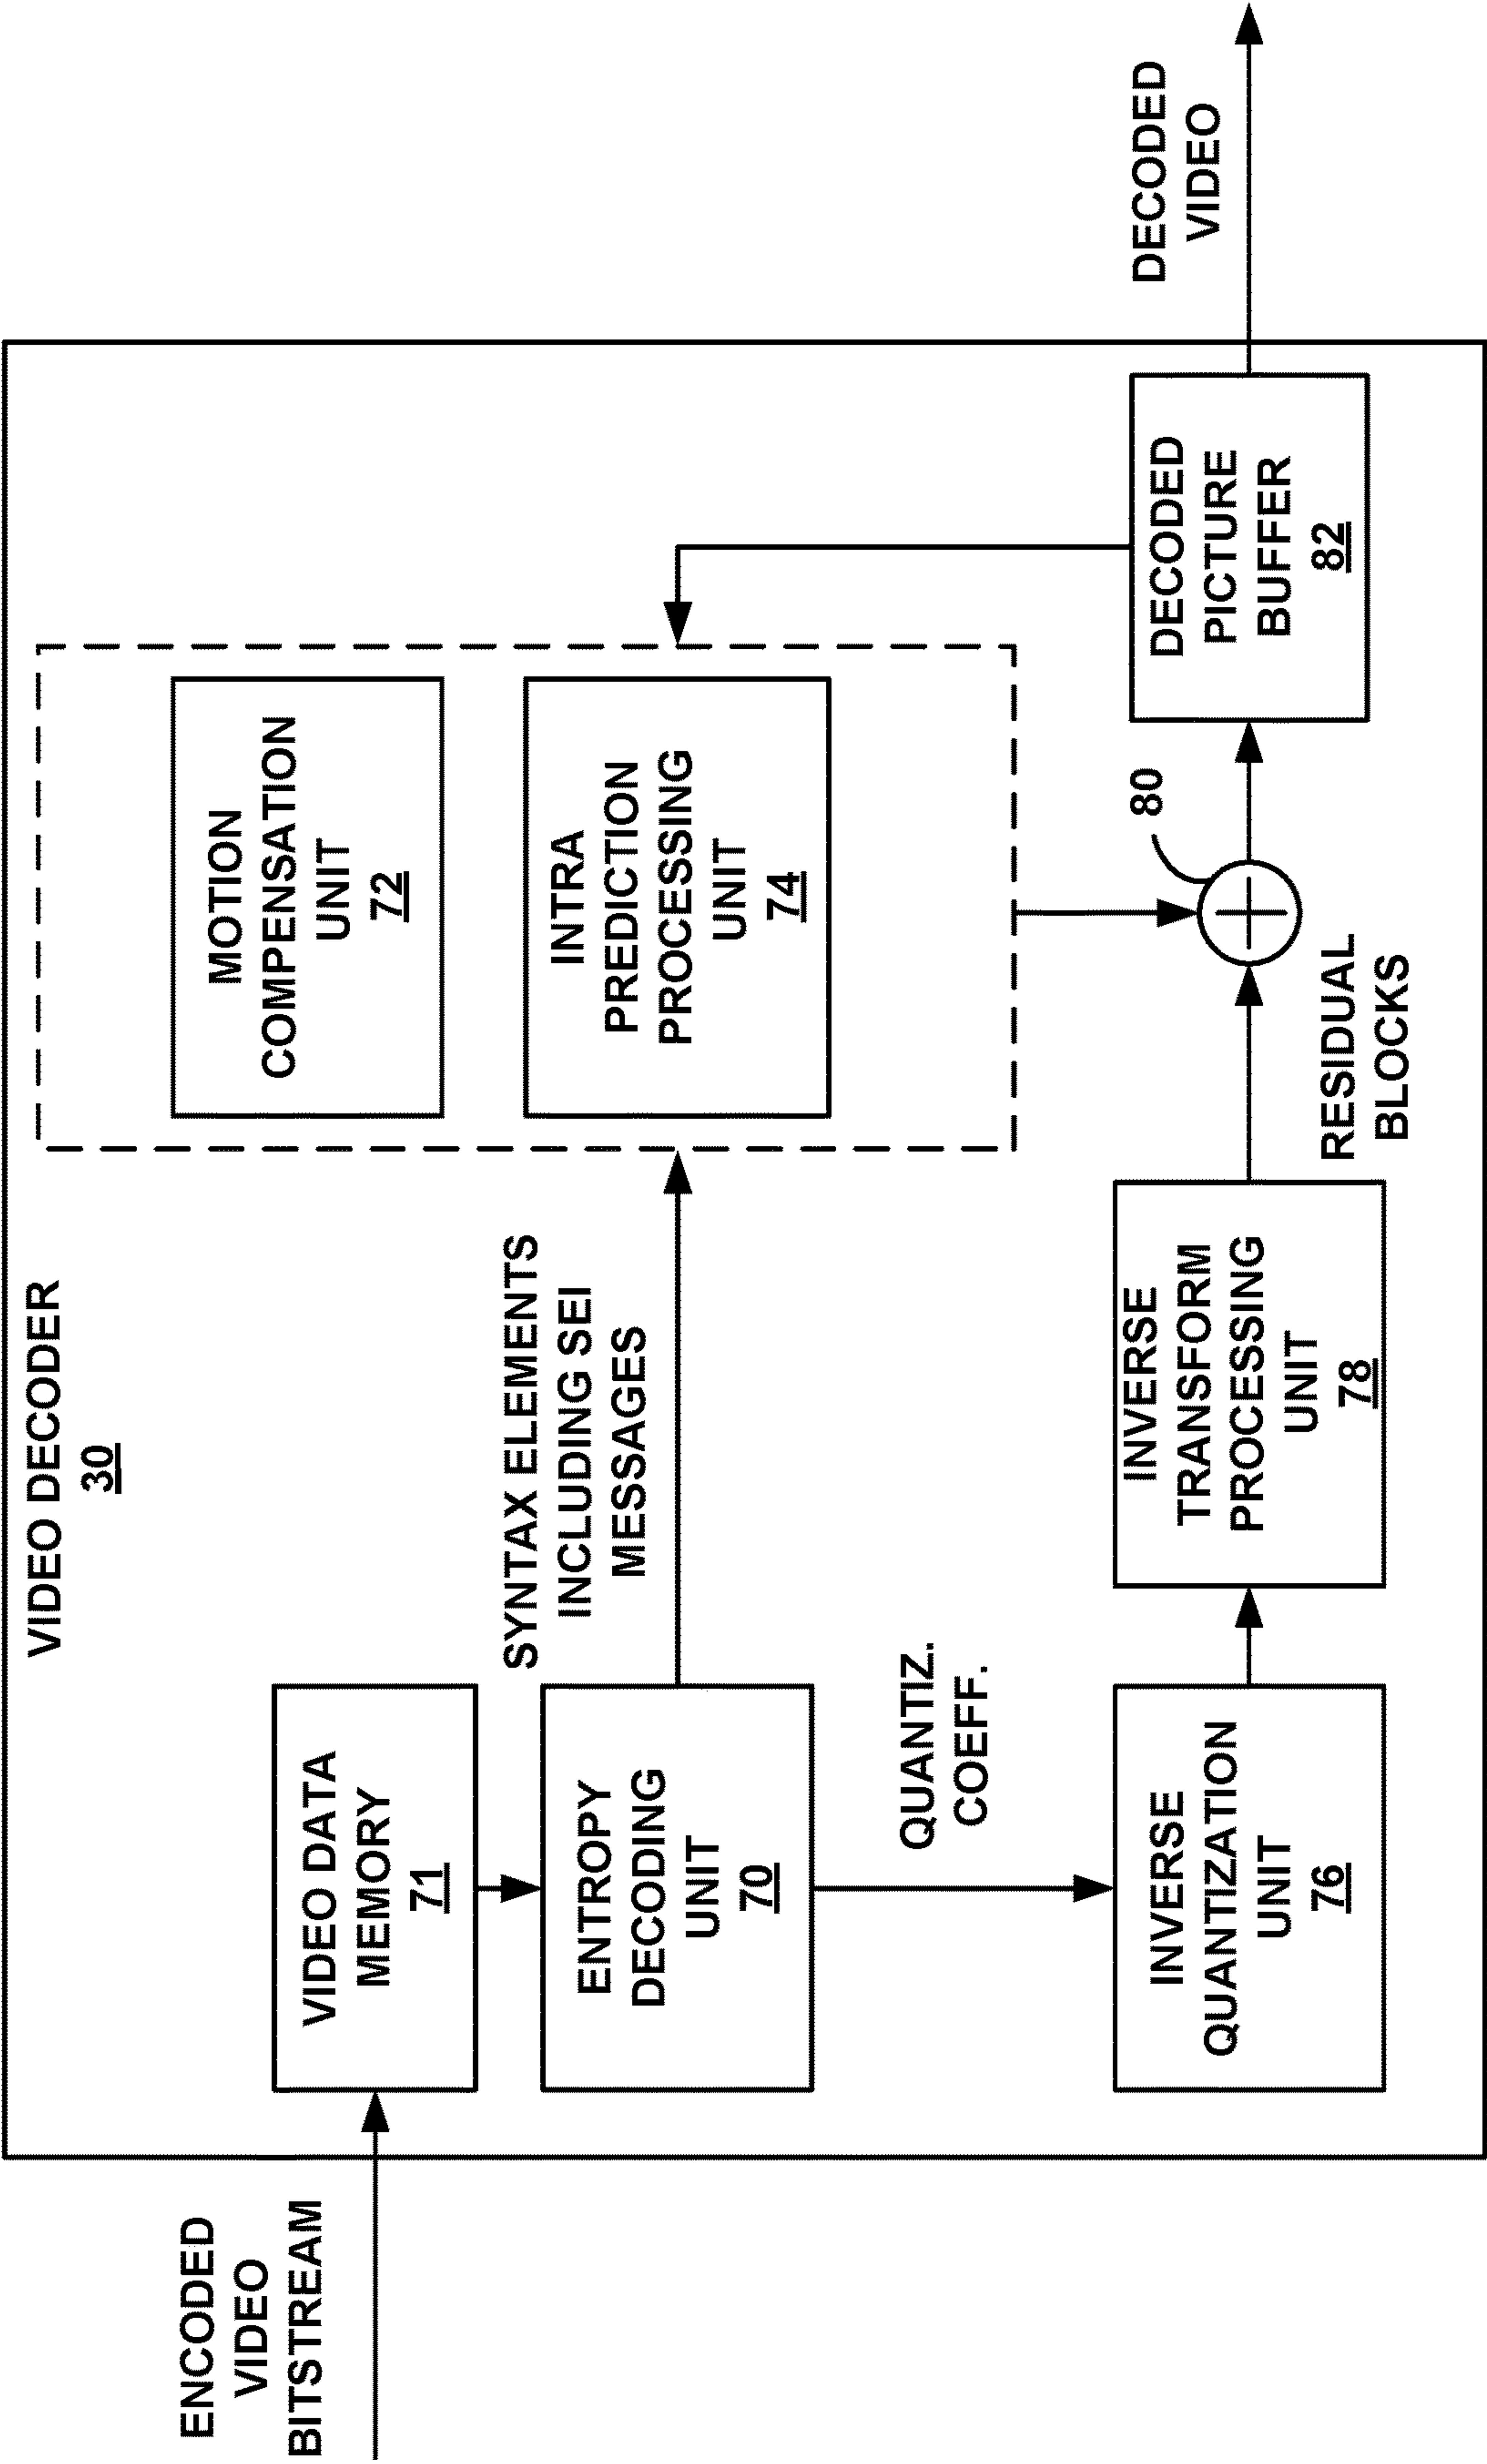 VIDEO DECODER
30
ENCODED
VIDEO
BITSTREAM
VIDEO DATA
MEMORY
71
ENTROPY
DECODING
UNIT
70
SYNTAX ELEMENTS
INCLUDING SEI
MESSAGES
MOTION
COMPENSATION
UNIT
72
INTRA
PREDICTION
PROCESSING
UNIT
74
QUANTIZ.
COEFF.
INVERSE
QUANTIZATION
UNIT
76
INVERSE
TRANSFORM
PROCESSING
UNIT
78
RESIDUAL
BLOCKS
80
DECODED
PICTURE
BUFFER
82
DECODED
VIDEO